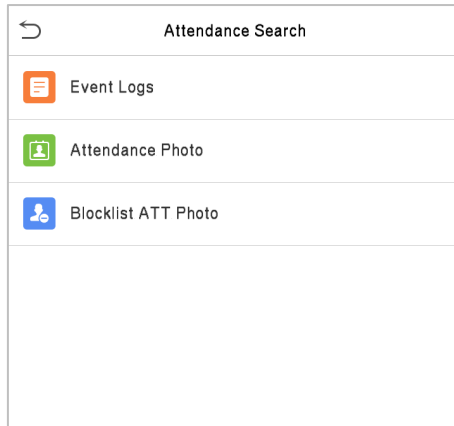 Attendance Search
Event Logs
Attendance Photo
Blocklist ATT Photo